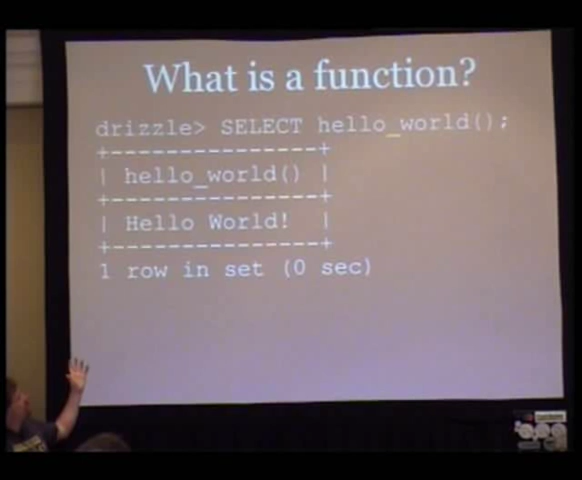 What is a function?
drizzle> SELECT hello_world();
+---------------+
| hello_world() |
+---------------+
| Hello World!  |
+---------------+
1 row in set (0 sec)